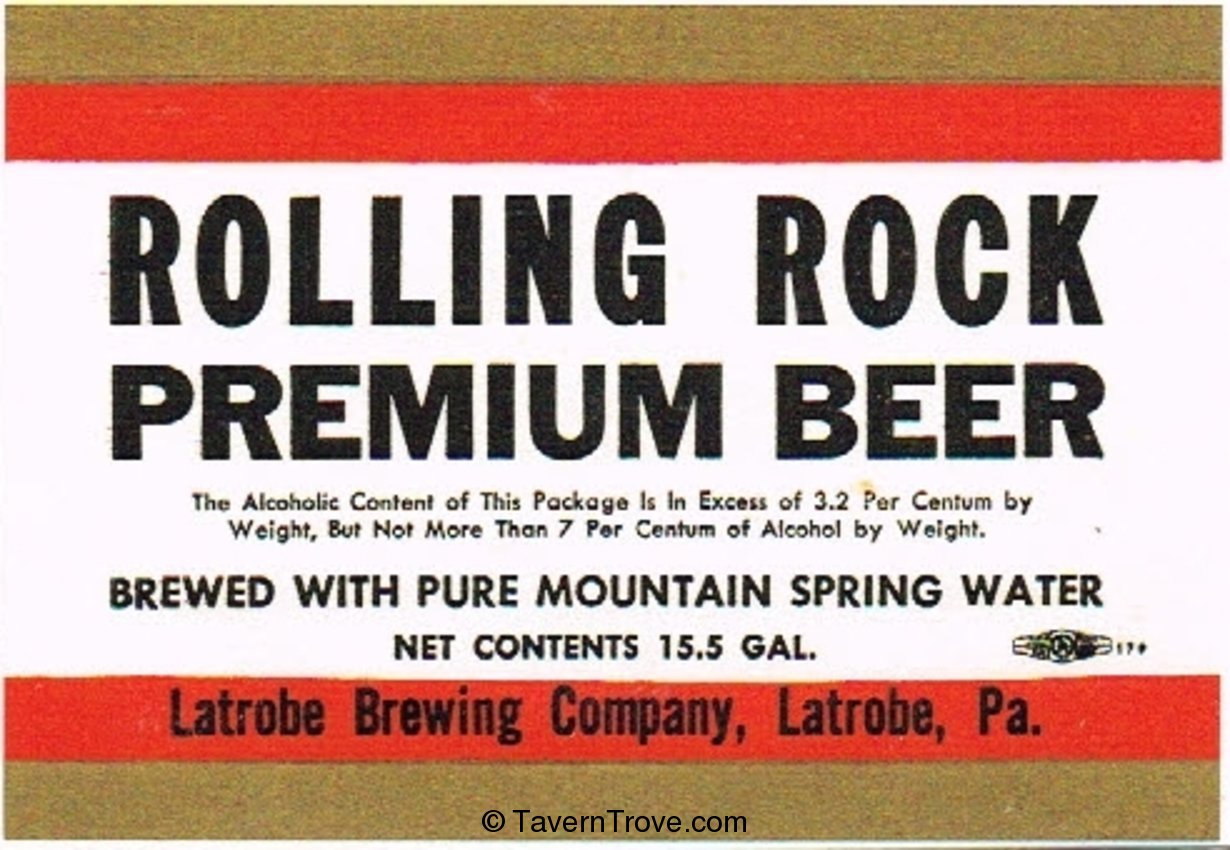 ROLLING ROCK
PREMIUM BEER
The Alcoholic Content of This Package Is In Excess of 3.2 Per Centum by
Weight, But Not More Than 7 Per Centum of Alcohol by Weight.
BREWED WITH PURE MOUNTAIN SPRING WATER
NET CONTENTS 15.5 GAL.
Latrobe Brewing Company, Latrobe, Pa.
© TavernTrove.com